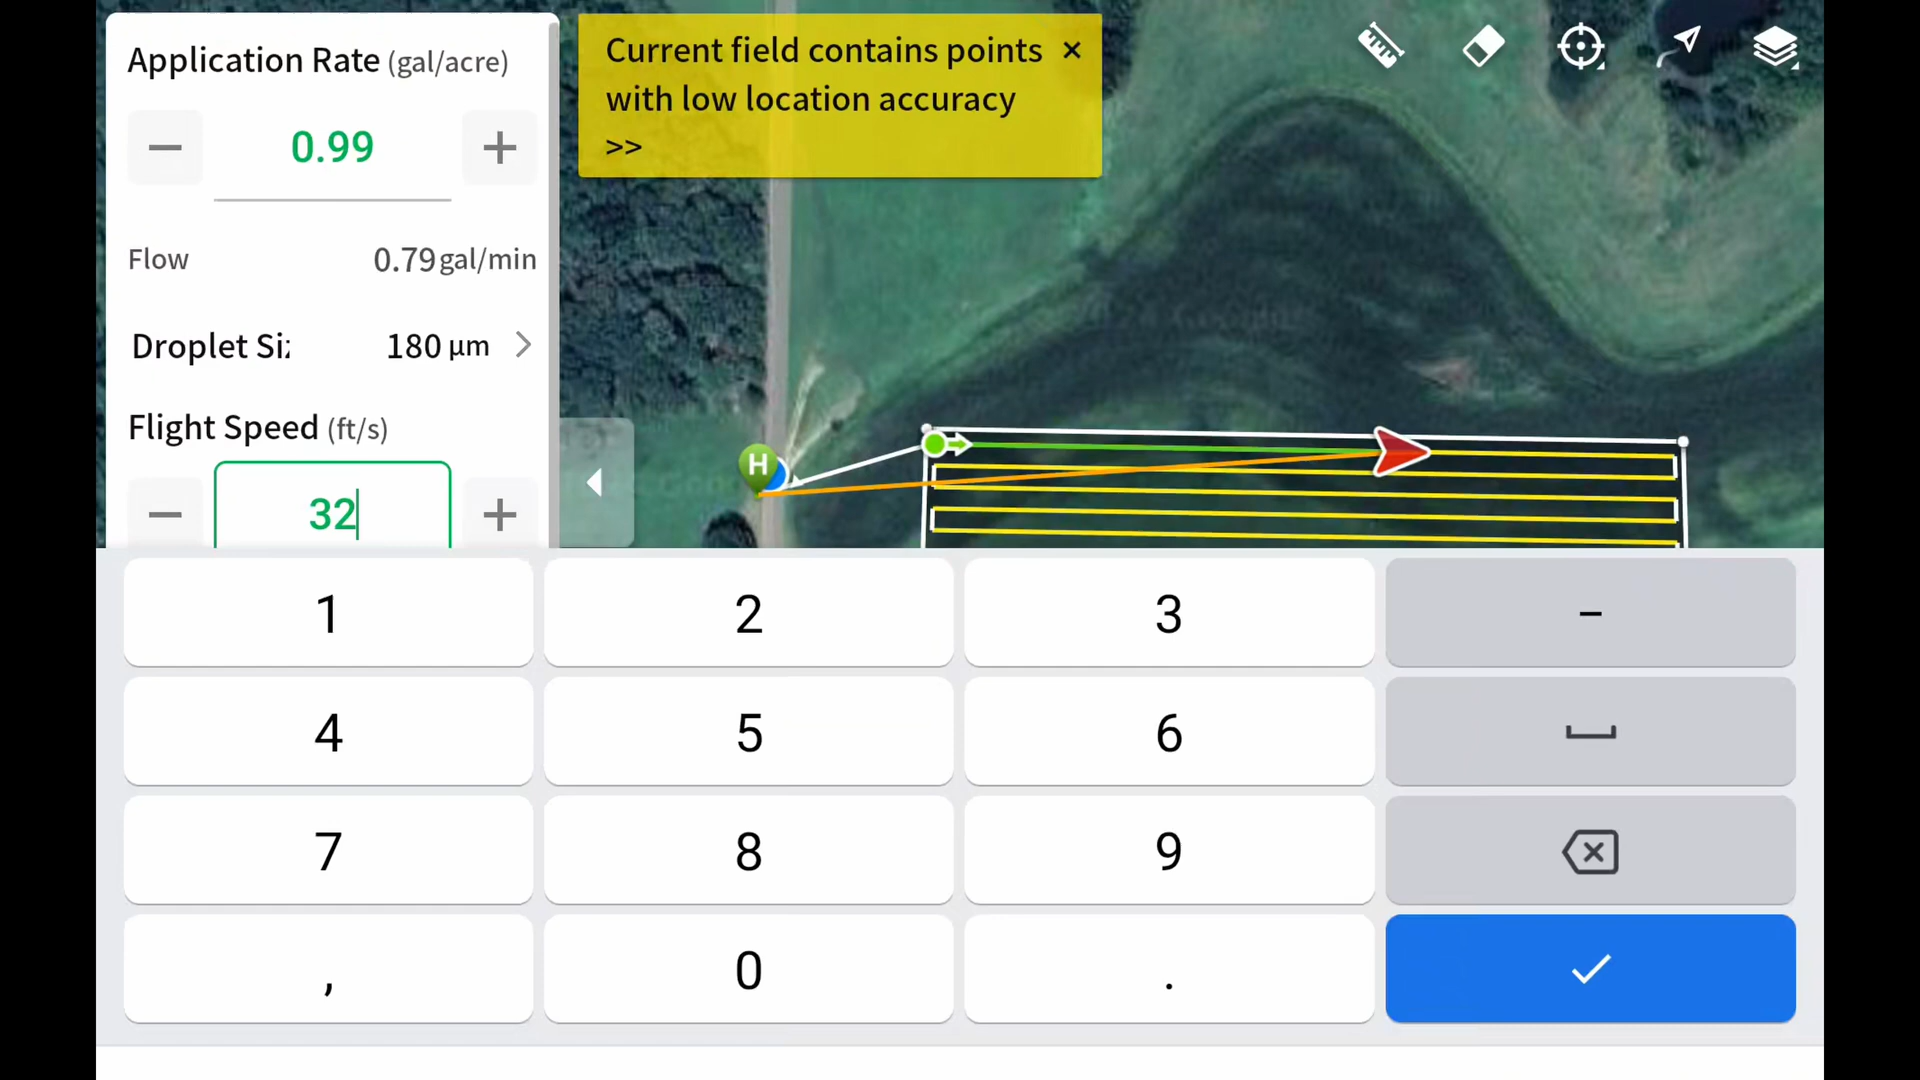 Application Rate (gal/acre)
− 0.99 +
Flow 0.79gal/min
Droplet Siz 180 µm >
Flight Speed (ft/s)
− 32 +
Current field contains points ×
with low location accuracy
>>
H
1 2 3 −
4 5 6
7 8 9
, 0 .